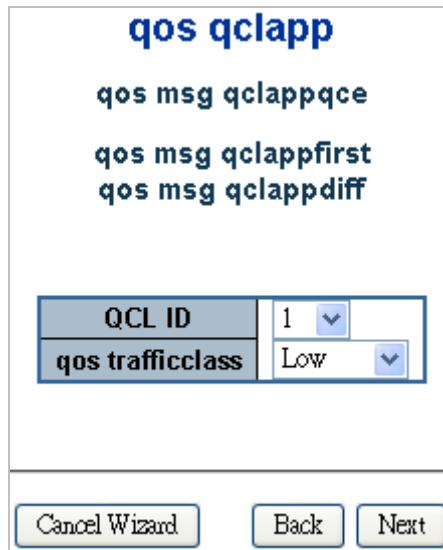 qos qclapp
qos msg qclappqce
qos msg qclappfirst
qos msg qclappdiff
QCL ID 1
qos trafficclass Low
Cancel Wizard Back Next